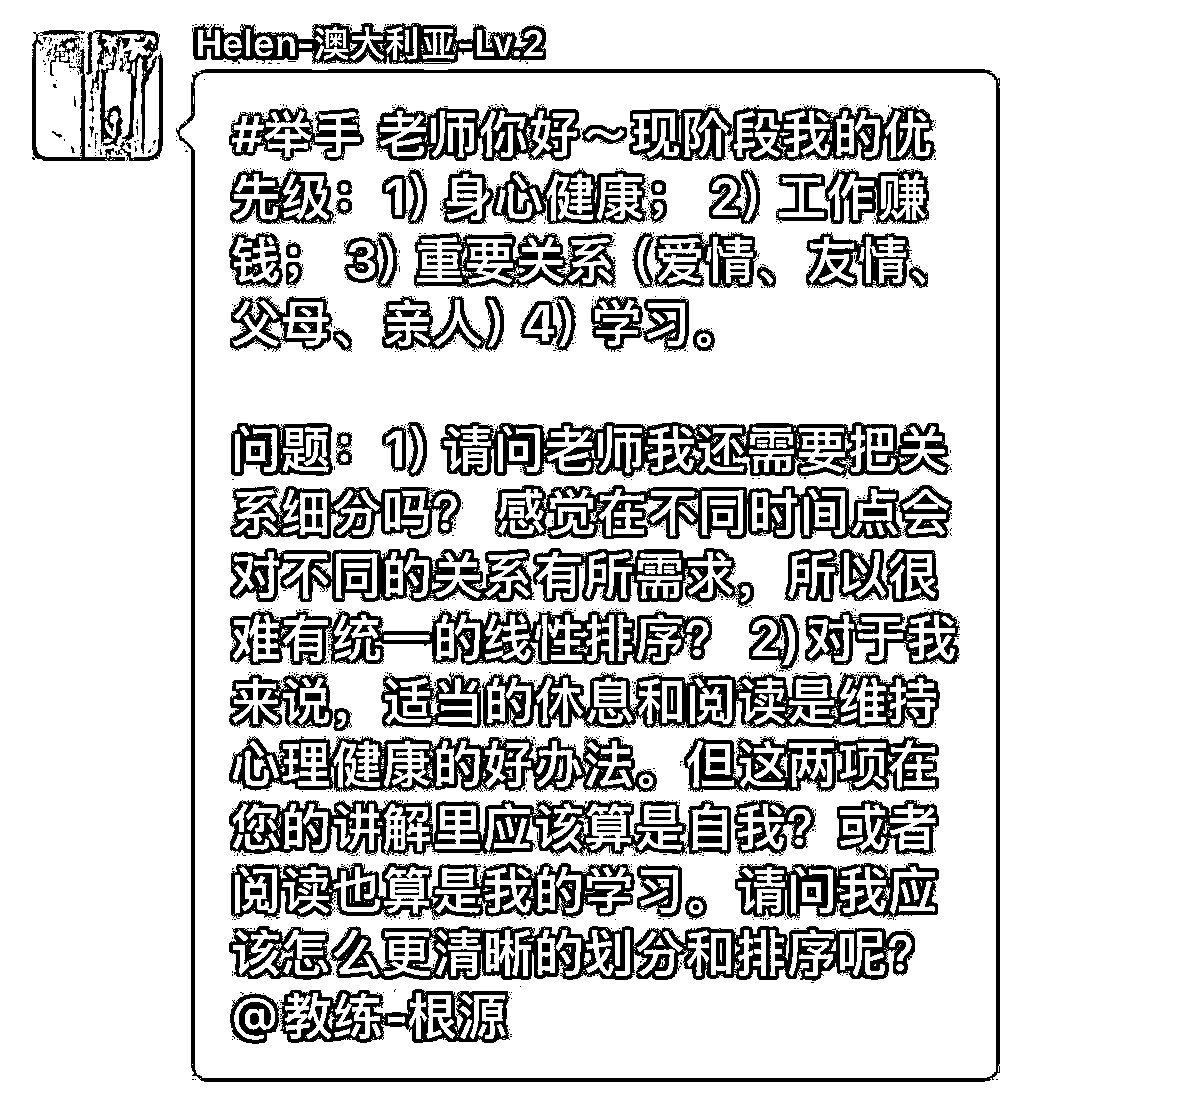 Helen-澳大利亚-Lv.2
#举手 老师你好～现阶段我的优
先级：1) 身心健康； 2) 工作赚
钱； 3) 重要关系（爱情、友情、
父母、亲人）4) 学习。
问题：1) 请问老师我还需要把关
系细分吗？ 感觉在不同时间点会
对不同的关系有所需求，所以很
难有统一的线性排序？ 2) 对于我
来说，适当的休息和阅读是维持
心理健康的好办法。但这两项在
您的讲解里应该算是自我？或者
阅读也算是我的学习。请问我应
该怎么更清晰的划分和排序呢？
@教练-根源